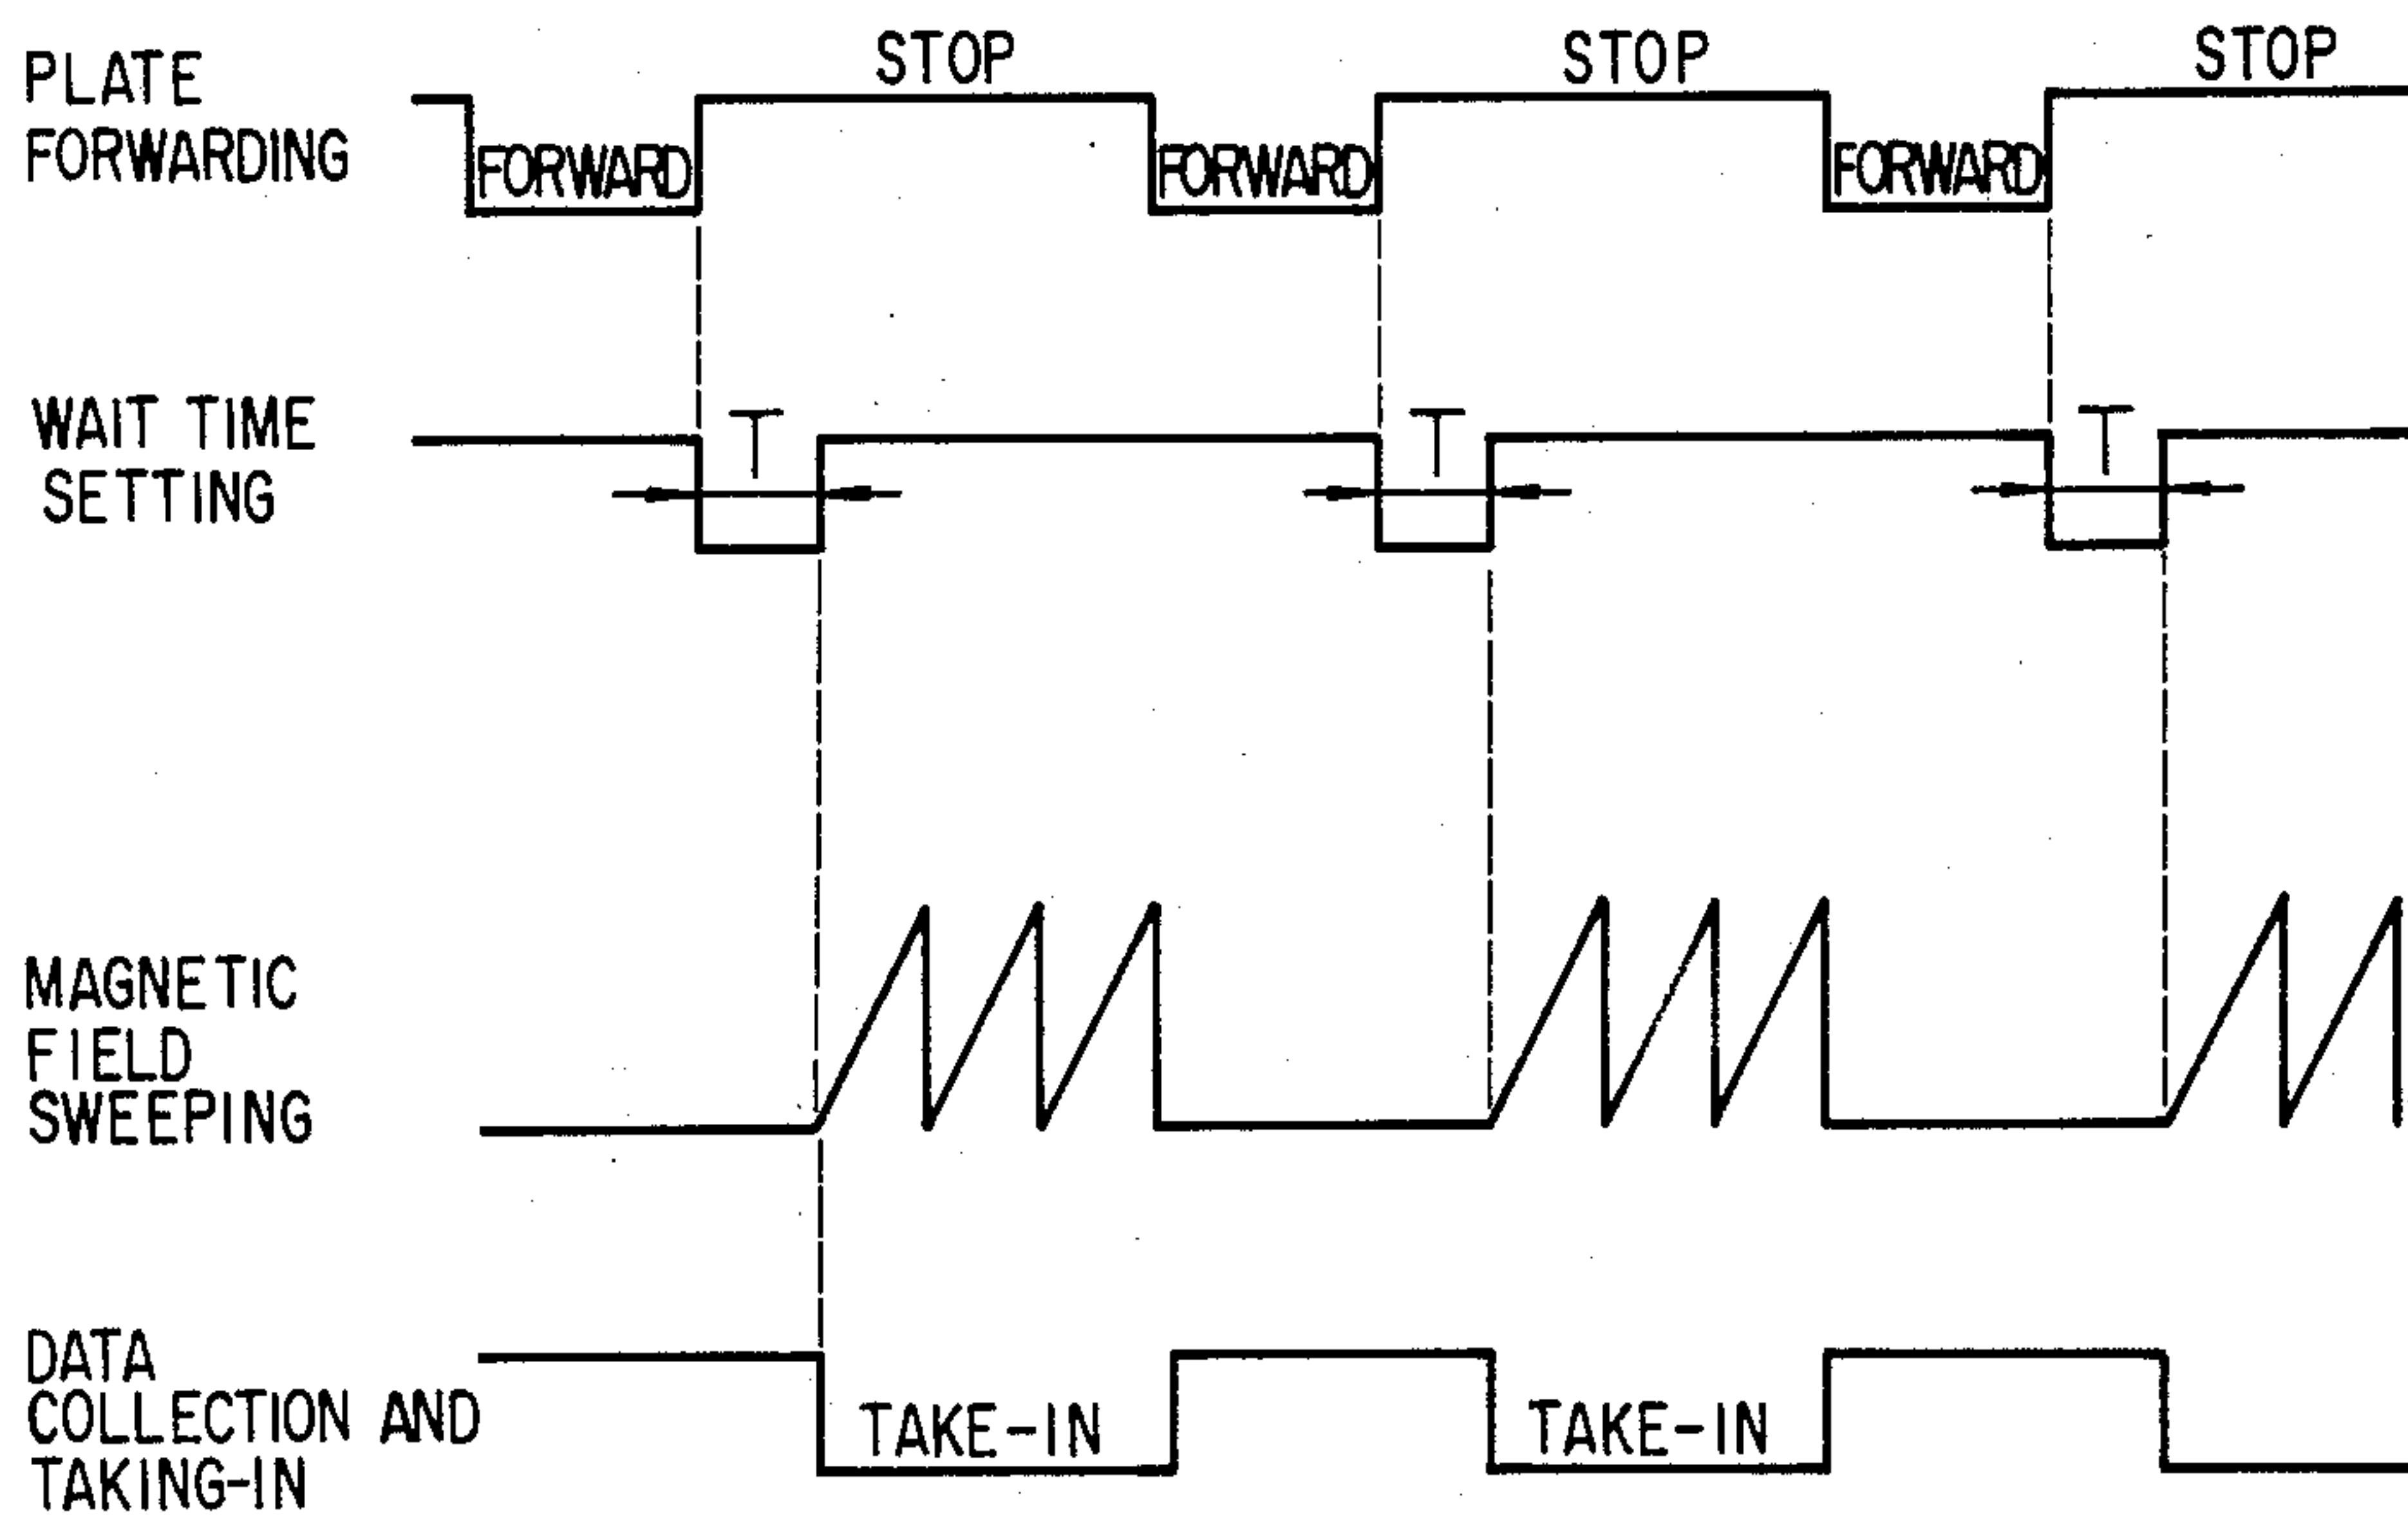 PLATE
FORWARDING
STOP
STOP
STOP
FORWARD
FORWARD
FORWARD
WAIT TIME
SETTING
T
T
T
MAGNETIC
FIELD
SWEEPING
DATA
COLLECTION AND
TAKING-IN
TAKE-IN
TAKE-IN